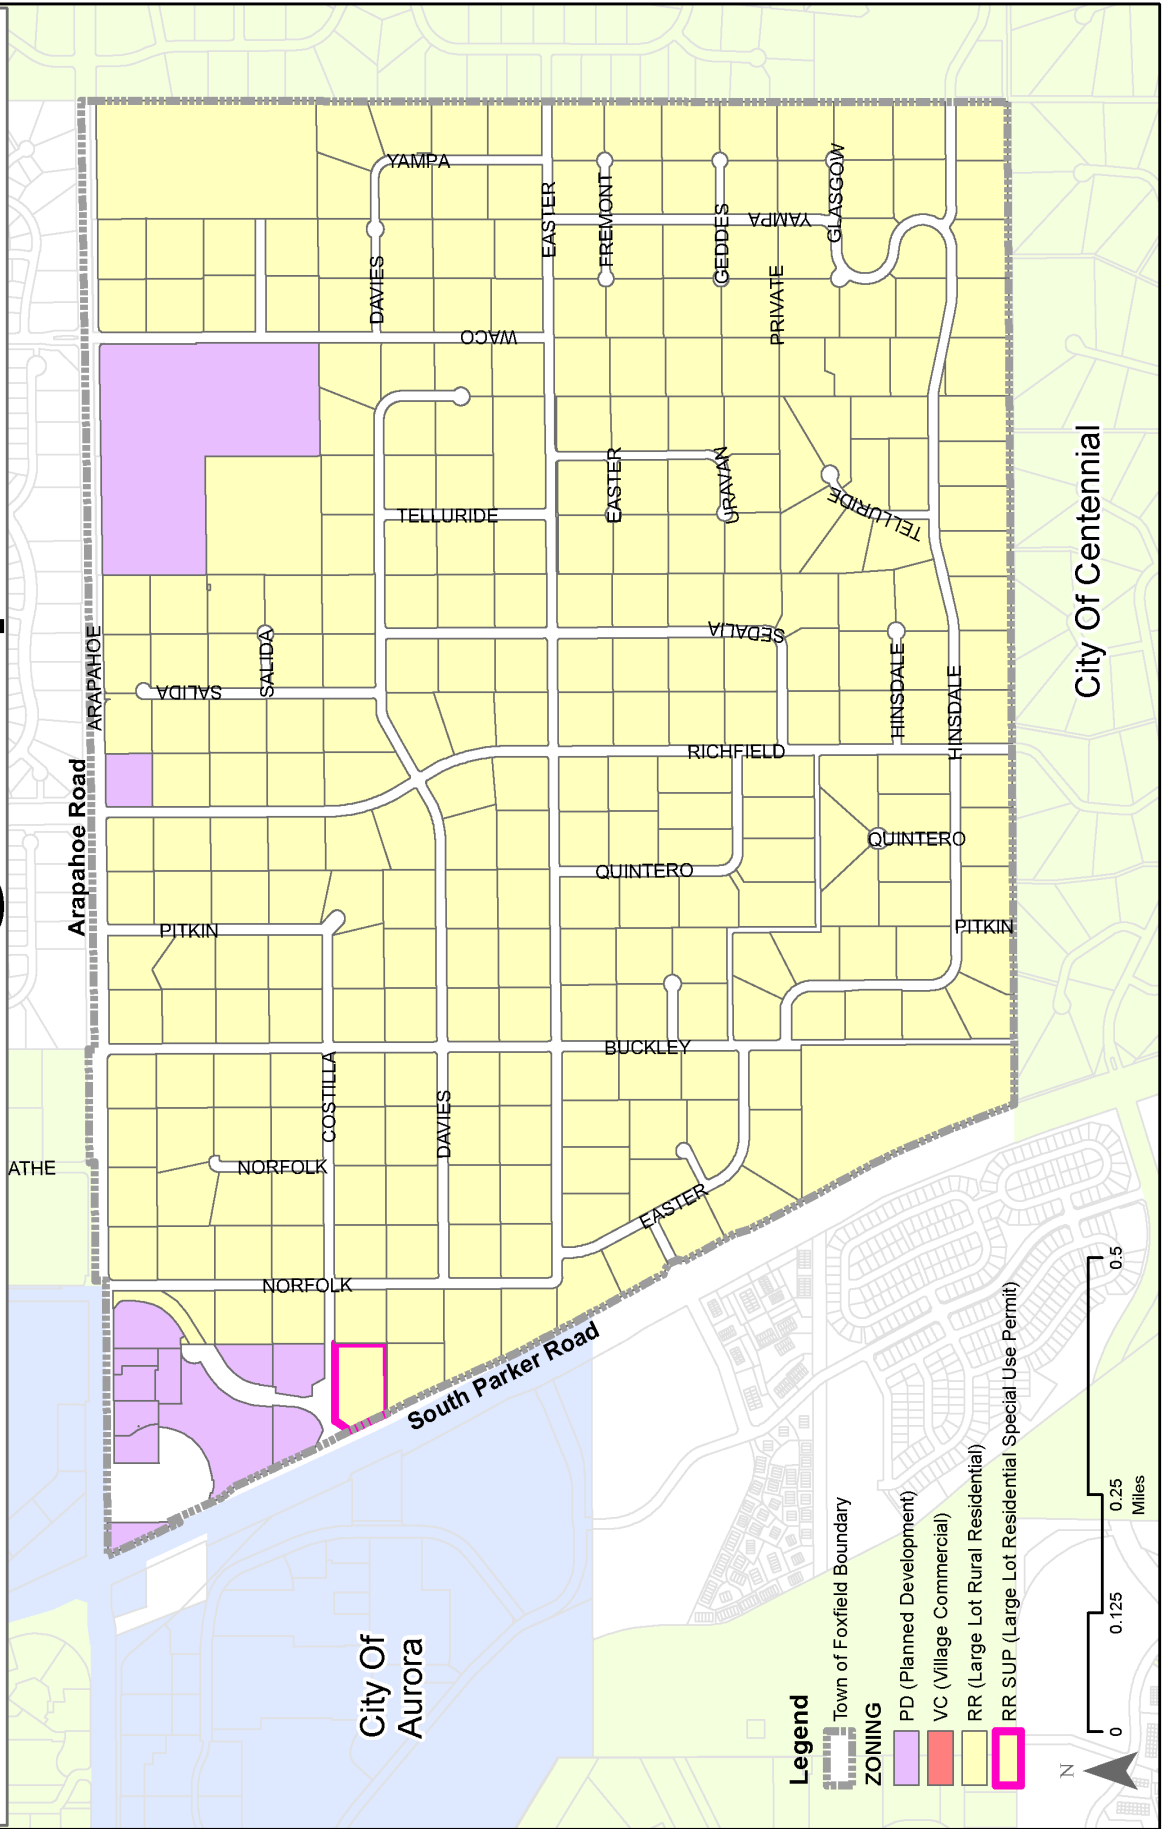 Arapahoe Road
ARAPAHOE
ATHE
YAMPA
DAVIES
EASTER
FREMONT
GEDDES
YAMPA
GLASGOW
PRIVATE
WACO
TELLURIDE
EASTER
URAVAN
TELLURIDE
SALIDA
SALIDA
SEDALIA
HINSDALE
HINSDALE
RICHFIELD
QUINTERO
QUINTERO
PITKIN
PITKIN
BUCKLEY
COSTILLA
DAVIES
NORFOLK
NORFOLK
EASTER
South Parker Road
City Of Centennial
City Of
Aurora
Legend
Town of Foxfield Boundary
ZONING
PD (Planned Development)
VC (Village Commercial)
RR (Large Lot Rural Residential)
RR SUP (Large Lot Residential Special Use Permit)
N
0 0.125 0.25 0.5
Miles